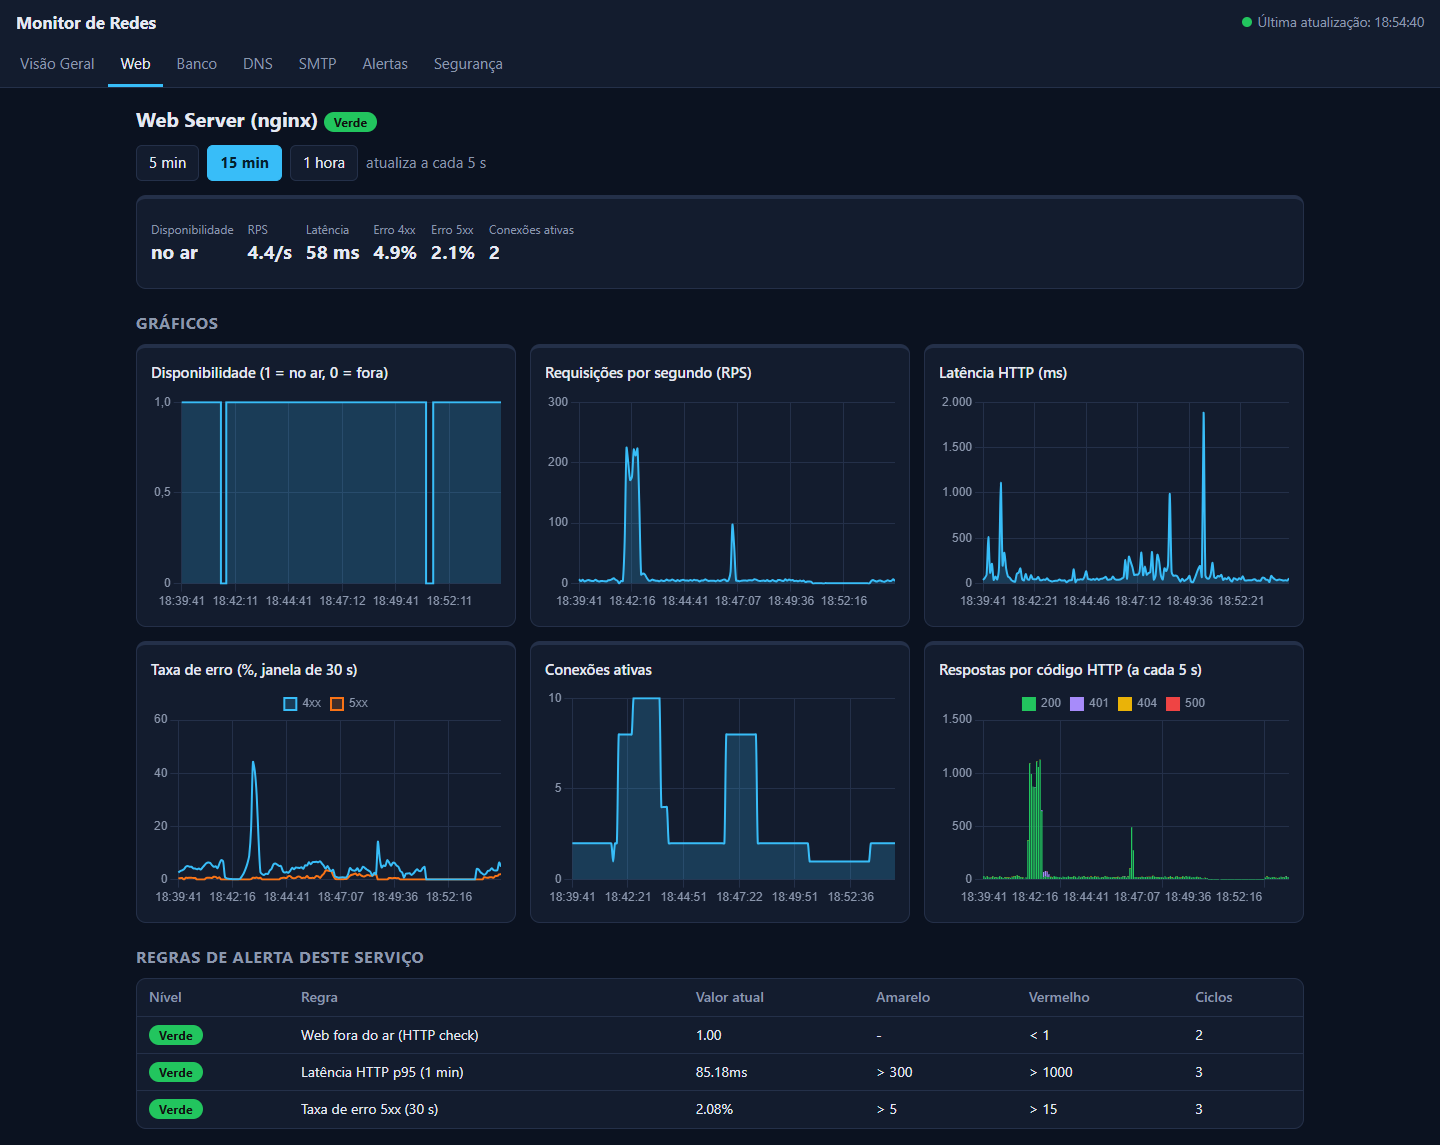 Monitor de Redes
Última atualização: 18:54:40
Visão Geral Web Banco DNS SMTP Alertas Segurança
Web Server (nginx) Verde
5 min 15 min 1 hora atualiza a cada 5 s
Disponibilidade RPS Latência Erro 4xx Erro 5xx Conexões ativas
no ar 4.4/s 58 ms 4.9% 2.1% 2
GRÁFICOS
Disponibilidade (1 = no ar, 0 = fora)
1,0
0,5
0
18:39:41 18:42:11 18:44:41 18:47:12 18:49:41 18:52:11
Requisições por segundo (RPS)
300
200
100
0
18:39:41 18:42:16 18:44:41 18:47:07 18:49:36 18:52:16
Latência HTTP (ms)
2.000
1.500
1.000
500
0
18:39:41 18:42:21 18:44:46 18:47:12 18:49:36 18:52:21
Taxa de erro (%, janela de 30 s)
4xx 5xx
60
40
20
0
18:39:41 18:42:16 18:44:41 18:47:07 18:49:36 18:52:16
Conexões ativas
10
5
0
18:39:41 18:42:21 18:44:51 18:47:22 18:49:51 18:52:36
Respostas por código HTTP (a cada 5 s)
200 401 404 500
1.500
1.000
500
0
18:39:41 18:42:16 18:44:41 18:47:07 18:49:36 18:52:16
REGRAS DE ALERTA DESTE SERVIÇO
Nível Regra Valor atual Amarelo Vermelho Ciclos
Verde Web fora do ar (HTTP check) 1.00 - < 1 2
Verde Latência HTTP p95 (1 min) 85.18ms > 300 > 1000 3
Verde Taxa de erro 5xx (30 s) 2.08% > 5 > 15 3